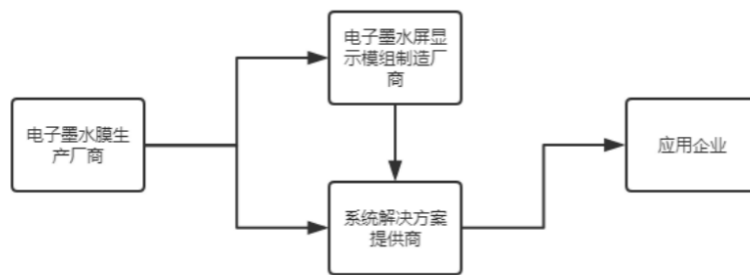 电子墨水屏显
示模组制造厂
商
电子墨水膜生
产厂商
应用企业
系统解决方案
提供商